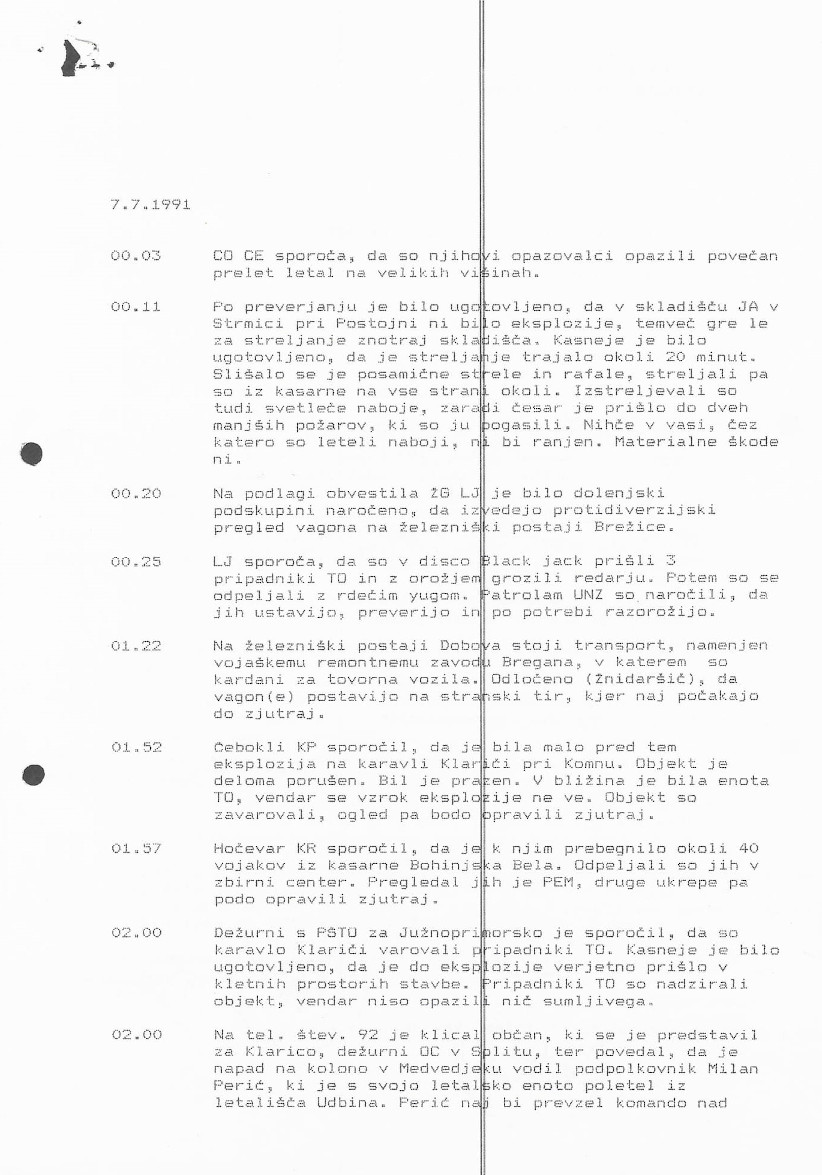 7.7.1991
00.03 CO CE sporoča, da so njihovi opazovalci opazili povečan
prelet letal na velikih višinah.
00.11 Po preverjanju je bilo ugotovljeno, da v skladišču JA v
Strmici pri Postojni ni bilo eksplozije, temveč gre le
za streljanje znotraj skladišča. Kasneje je bilo
ugotovljeno, da je streljanje trajalo okoli 20 minut.
Slišalo se je posamične strele in rafale, streljali pa
so iz kasarne na vse strani okoli. Izstreljevali so
tudi svetleče naboje, zaradi česar je prišlo do dveh
manjših požarov, ki so ju pogasili. Nihče v vasi, čez
katero so leteli naboji, ni bi ranjen. Materialne škode
ni.
00.20 Na podlagi obvestila ŽG LJ je bilo dolenjski
podskupini naročeno, da izvedejo protidiverzijski
pregled vagona na železniški postaji Brežice.
00.25 LJ sporoča, da so v disco Black jack prišli 3
pripadniki TO in z orožjem grozili redarju. Potem so se
odpeljali z rdečim yugom. Patrolam UNZ so naročili, da
jih ustavijo, preverijo in po potrebi razorožijo.
01.22 Na železniški postaji Dobova stoji transport, namenjen
vojaškemu remontnemu zavodu Bregana, v katerem so
kardani za tovorna vozila. Odločeno (Žnidaršič), da
vagon(e) postavijo na stranski tir, kjer naj počakajo
do zjutraj.
01.52 Čebokli KP sporočil, da je bila malo pred tem
eksplozija na karavli Klariči pri Komnu. Objekt je
deloma porušen. Bil je prazen. V bližina je bila enota
TO, vendar se vzrok eksplozije ne ve. Objekt so
zavarovali, ogled pa bodo opravili zjutraj.
01.57 Hočevar KR sporočil, da je k njim prebegnilo okoli 40
vojakov iz kasarne Bohinjska Bela. Odpeljali so jih v
zbirni center. Pregledal jih je PEM, druge ukrepe pa
podo opravili zjutraj.
02.00 Dežurni s PŠTO za Južnoprimorsko je sporočil, da so
karavlo Klariči varovali pripadniki TO. Kasneje je bilo
ugotovljeno, da je do eksplozije verjetno prišlo v
kletnih prostorih stavbe. Pripadniki TO so nadzirali
objekt, vendar niso opazili nič sumljivega.
02.00 Na tel. štev. 92 je klical občan, ki se je predstavil
za Klarico, dežurni OC v Splitu, ter povedal, da je
napad na kolono v Medvedjeku vodil podpolkovnik Milan
Perić, ki je s svojo letalsko enoto poletel iz
letališča Udbina. Perić naj bi prevzel komando nad